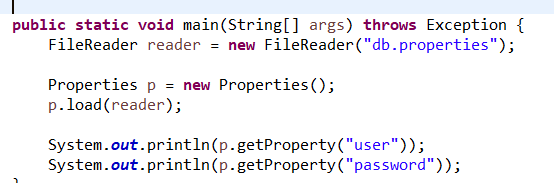 public static void main(String[] args) throws Exception {
FileReader reader = new FileReader("db.properties");
Properties p = new Properties();
p.load(reader);
System.out.println(p.getProperty("user"));
System.out.println(p.getProperty("password"));
}